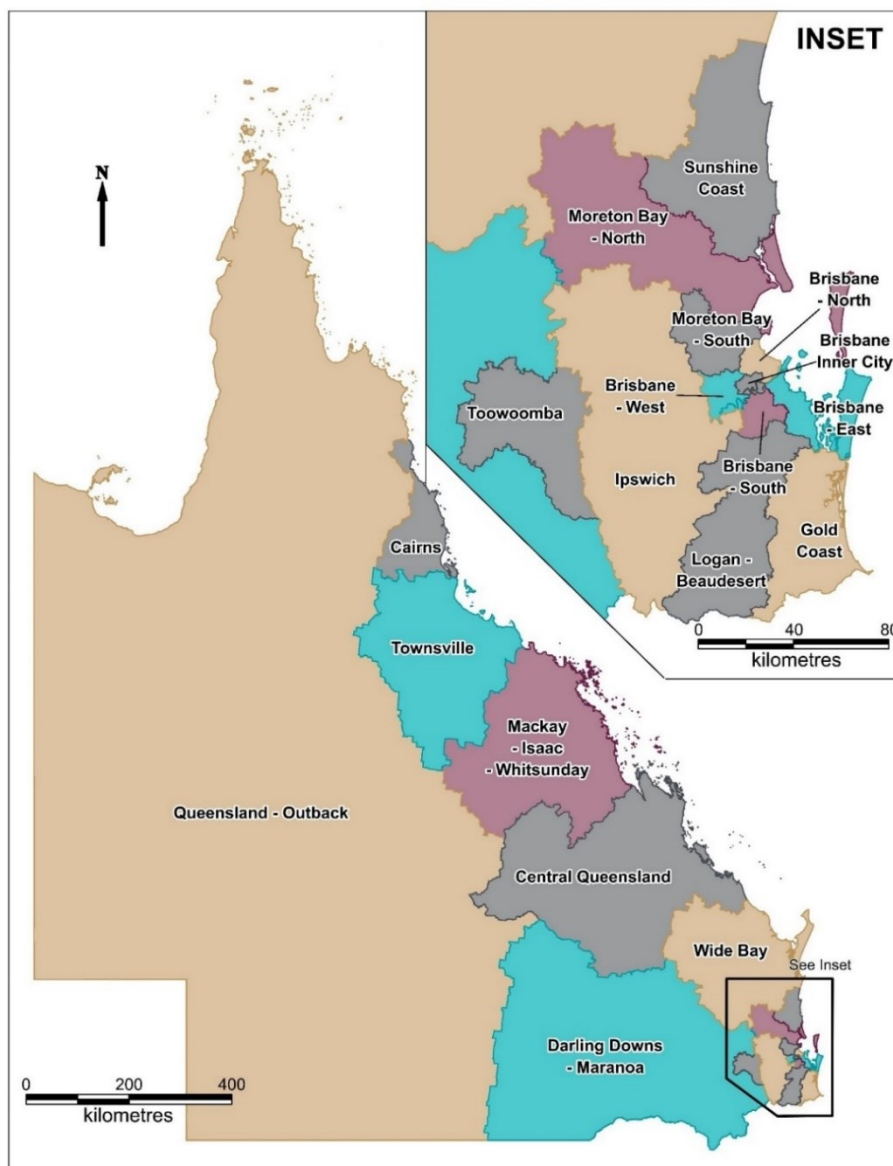 INSET
N
Sunshine
Coast
Moreton Bay
- North
Brisbane
- North
Moreton Bay
- South
Brisbane
Inner City
Brisbane
- West
Toowoomba
Brisbane
- East
Ipswich
Brisbane
- South
Gold
Coast
Logan -
Beaudesert
0 40 80
kilometres
Cairns
Townsville
Mackay
- Isaac
- Whitsunday
Queensland - Outback
Central Queensland
Wide Bay
See Inset
Darling Downs
- Maranoa
0 200 400
kilometres